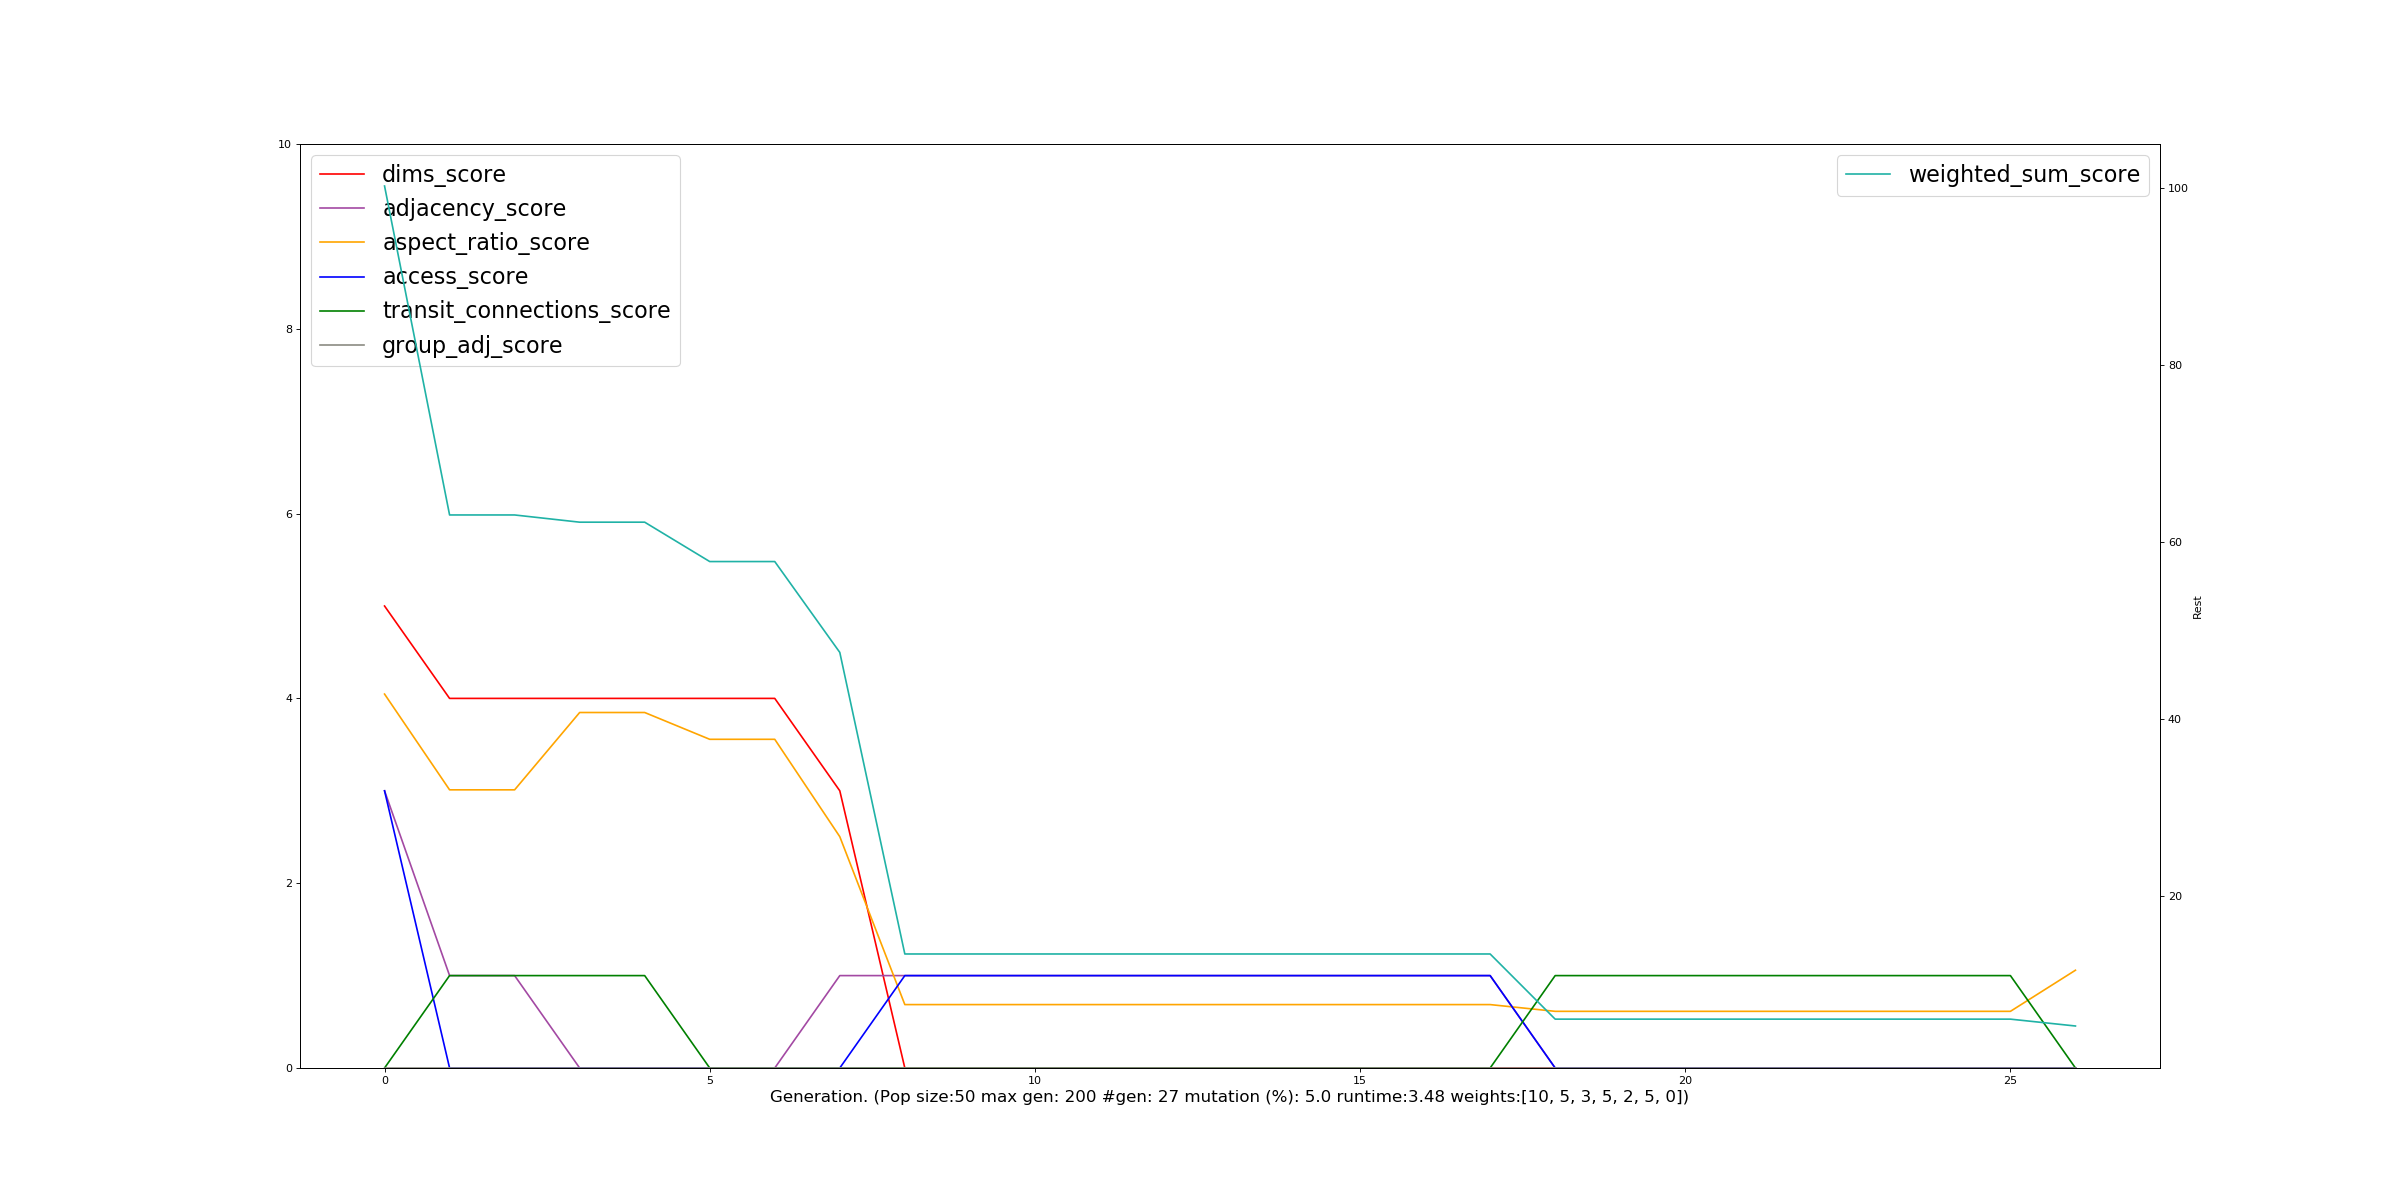 10
8
6
4
2
0
dims_score
adjacency_score
aspect_ratio_score
access_score
transit_connections_score
group_adj_score
weighted_sum_score
100
80
60
40
20
Rest
0 5 10 15 20 25
Generation. (Pop size:50 max gen: 200 #gen: 27 mutation (%): 5.0 runtime:3.48 weights:[10, 5, 3, 5, 2, 5, 0])